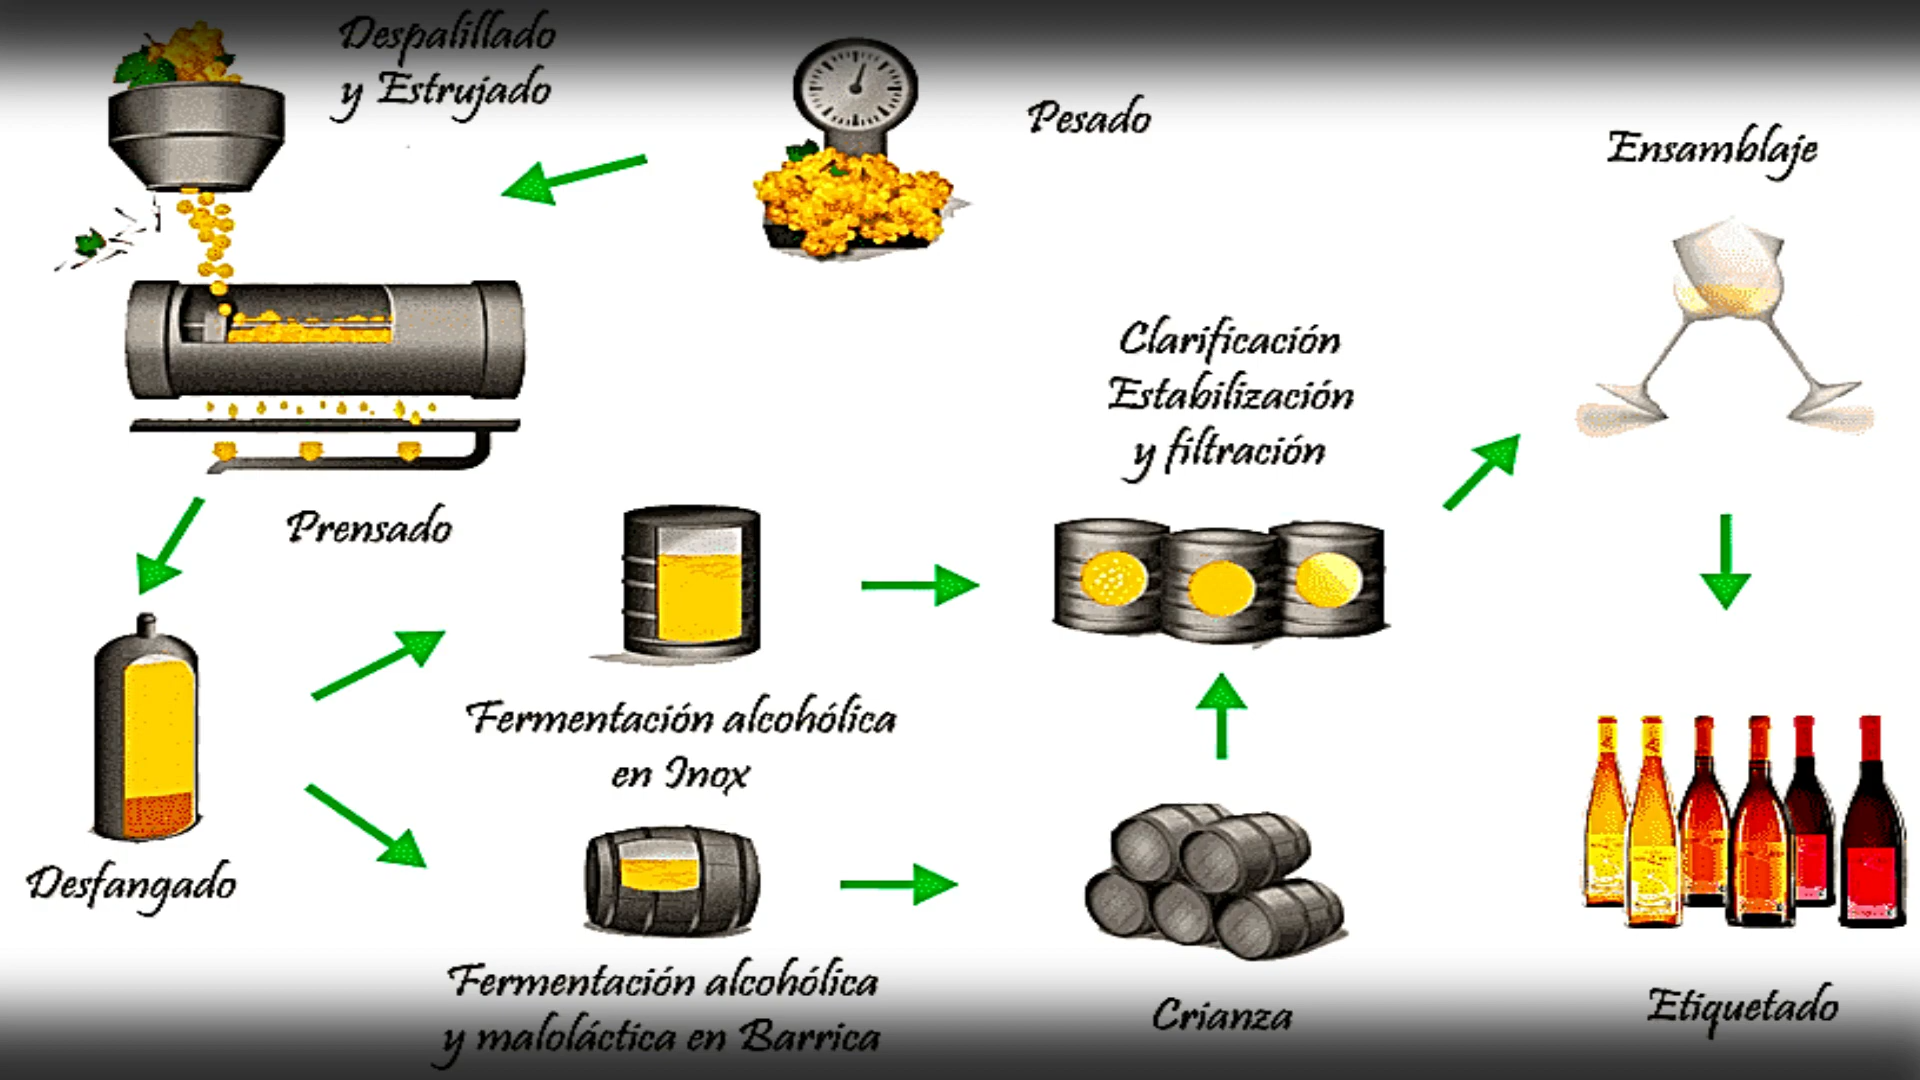 Despalillado
y Estrujado
Pesado
Ensamblaje
Clarificación
Estabilización
y filtración
Prensado
Fermentación alcohólica
en Inox
Desfangado
Fermentación alcohólica
y maloláctica en Barrica
Crianza
Etiquetado